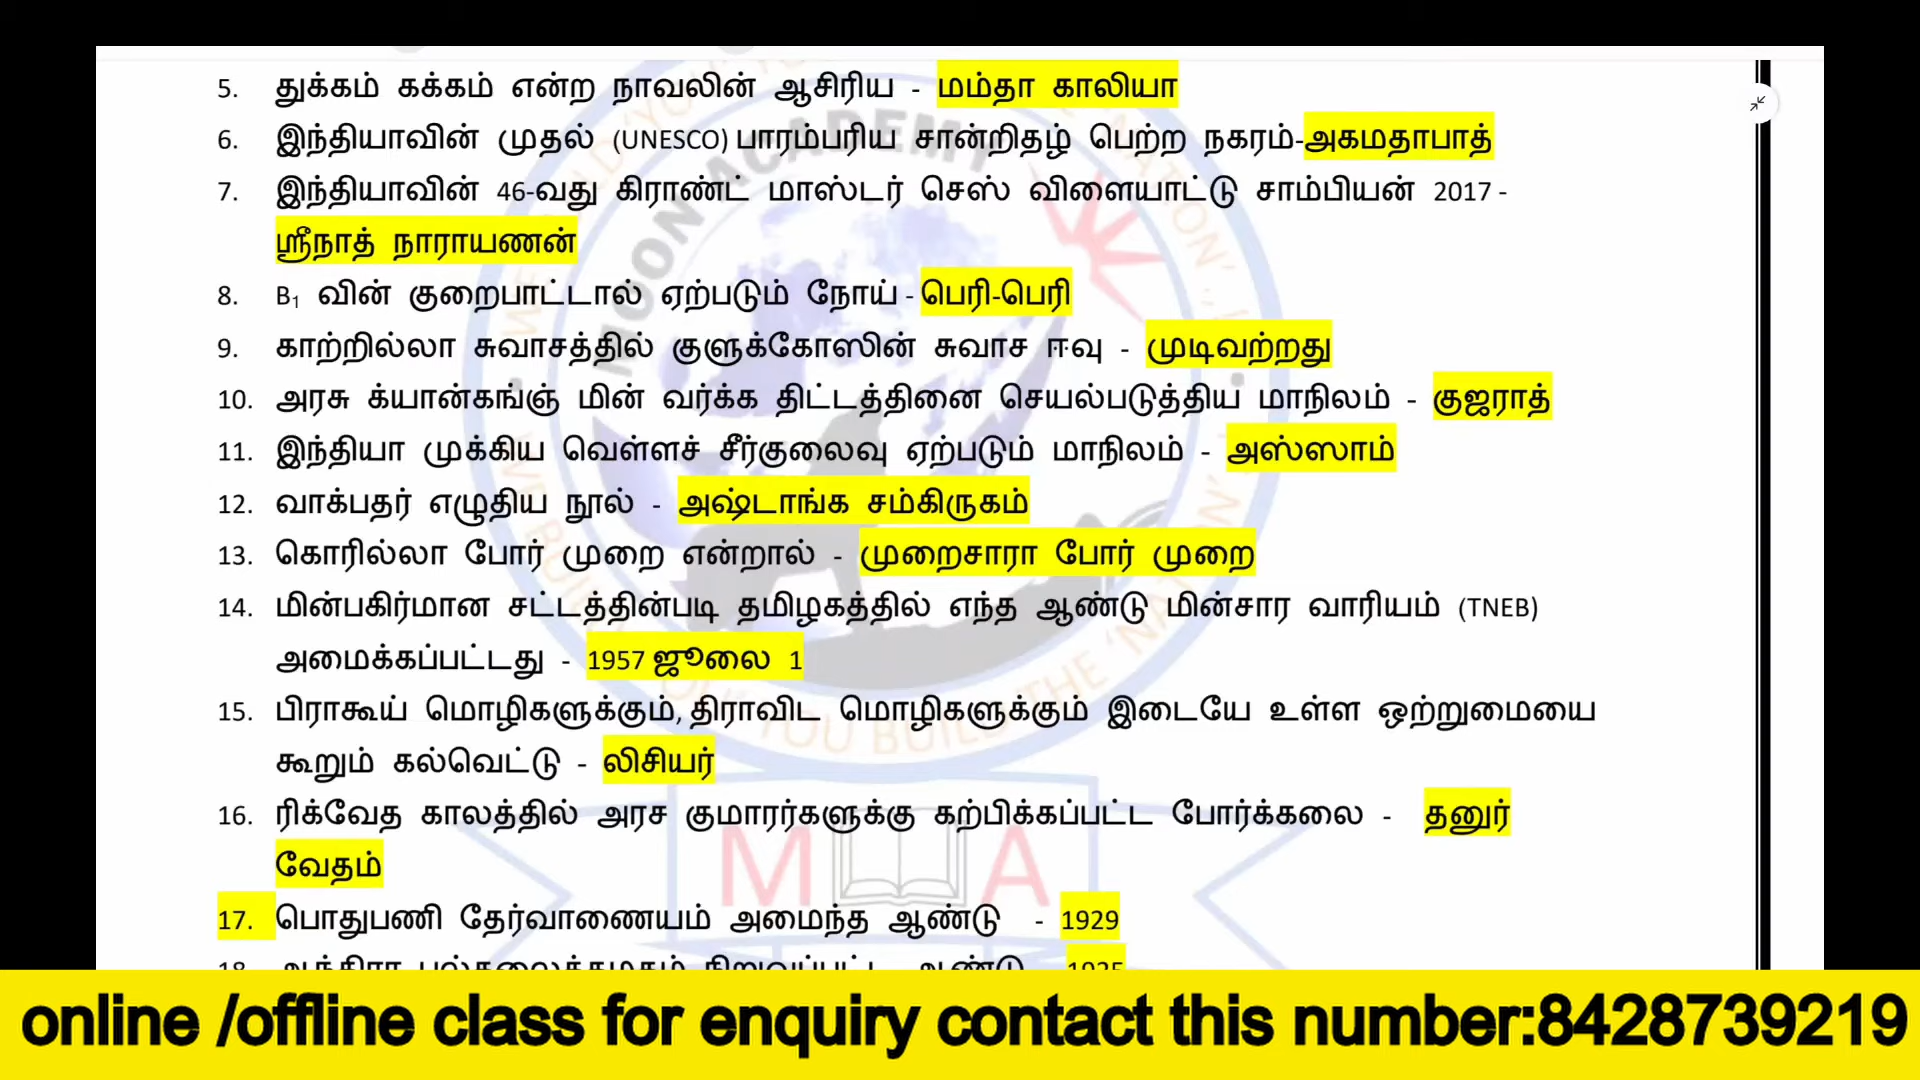 5. துக்கம் கக்கம் என்ற நாவலின் ஆசிரிய - மம்தா காலியா
6. இந்தியாவின் முதல் (UNESCO) பாரம்பரிய சான்றிதழ் பெற்ற நகரம்-அகமதாபாத்
7. இந்தியாவின் 46-வது கிராண்ட் மாஸ்டர் செஸ் விளையாட்டு சாம்பியன் 2017 -
ஸ்ரீநாத் நாராயணன்
8. B₁ வின் குறைபாட்டால் ஏற்படும் நோய் - பெரி-பெரி
9. காற்றில்லா சுவாசத்தில் குளுக்கோஸின் சுவாச ஈவு - முடிவற்றது
10. அரசு க்யான்கங்ஞ் மின் வர்க்க திட்டத்தினை செயல்படுத்திய மாநிலம் - குஜராத்
11. இந்தியா முக்கிய வெள்ளச் சீர்குலைவு ஏற்படும் மாநிலம் - அஸ்ஸாம்
12. வாக்பதர் எழுதிய நூல் - அஷ்டாங்க சம்கிருகம்
13. கொரில்லா போர் முறை என்றால் - முறைசாரா போர் முறை
14. மின்பகிர்மான சட்டத்தின்படி தமிழகத்தில் எந்த ஆண்டு மின்சார வாரியம் (TNEB)
அமைக்கப்பட்டது - 1957 ஜூலை 1
15. பிராகூய் மொழிகளுக்கும், திராவிட மொழிகளுக்கும் இடையே உள்ள ஒற்றுமையை
கூறும் கல்வெட்டு - லிசியர்
16. ரிக்வேத காலத்தில் அரச குமாரர்களுக்கு கற்பிக்கப்பட்ட போர்க்கலை - தனுர்
வேதம்
17. பொதுபணி தேர்வாணையம் அமைந்த ஆண்டு - 1929
MOON ACADEMY
M A
online /offline class for enquiry contact this number:8428739219